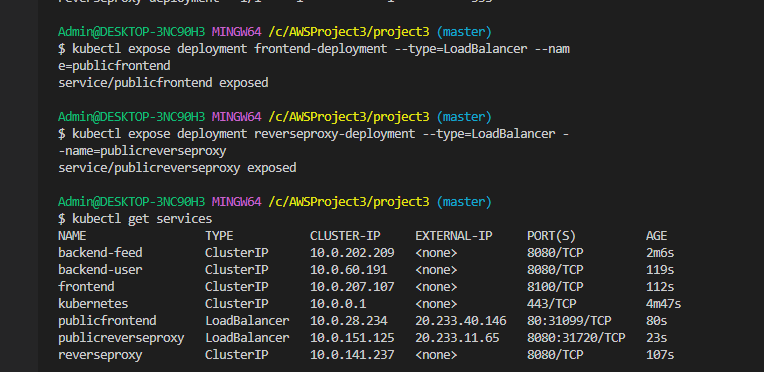 Admin@DESKTOP-3NC90H3 MINGW64 /c/AWSProject3/project3 (master)
$ kubectl expose deployment frontend-deployment --type=LoadBalancer --nam
e=publicfrontend
service/publicfrontend exposed
Admin@DESKTOP-3NC90H3 MINGW64 /c/AWSProject3/project3 (master)
$ kubectl expose deployment reverseproxy-deployment --type=LoadBalancer -
-name=publicreverseproxy
service/publicreverseproxy exposed
Admin@DESKTOP-3NC90H3 MINGW64 /c/AWSProject3/project3 (master)
$ kubectl get services
NAME TYPE CLUSTER-IP EXTERNAL-IP PORT(S) AGE
backend-feed ClusterIP 10.0.202.209 <none> 8080/TCP 2m6s
backend-user ClusterIP 10.0.60.191 <none> 8080/TCP 119s
frontend ClusterIP 10.0.207.107 <none> 8100/TCP 112s
kubernetes ClusterIP 10.0.0.1 <none> 443/TCP 4m47s
publicfrontend LoadBalancer 10.0.28.234 20.233.40.146 80:31099/TCP 80s
publicreverseproxy LoadBalancer 10.0.151.125 20.233.11.65 8080:31720/TCP 23s
reverseproxy ClusterIP 10.0.141.237 <none> 8080/TCP 107s